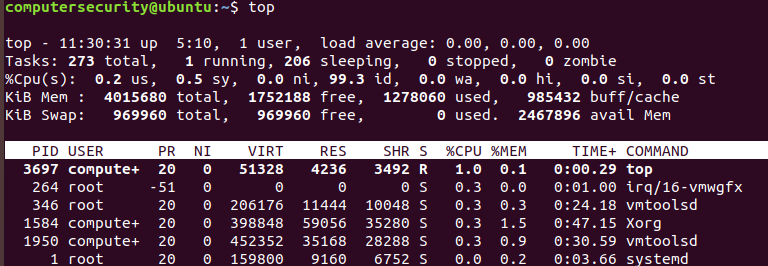 computersecurity@ubuntu:~$ top
top - 11:30:31 up  5:10,  1 user,  load average: 0.00, 0.00, 0.00
Tasks: 273 total,   1 running, 206 sleeping,   0 stopped,   0 zombie
%Cpu(s):  0.2 us,  0.5 sy,  0.0 ni, 99.3 id,  0.0 wa,  0.0 hi,  0.0 si,  0.0 st
KiB Mem :  4015680 total,  1752188 free,  1278060 used,   985432 buff/cache
KiB Swap:   969960 total,   969960 free,        0 used.  2467896 avail Mem
PID USER      PR  NI    VIRT    RES    SHR S  %CPU %MEM     TIME+ COMMAND
3697 compute+  20   0   51328   4236   3492 R   1.0  0.1   0:00.29 top
264 root     -51   0       0      0      0 S   0.3  0.0   0:01.00 irq/16-vmwgfx
346 root      20   0  206176  11444  10048 S   0.3  0.3   0:24.18 vmtoolsd
1584 compute+  20   0  398848  59056  35280 S   0.3  1.5   0:47.15 Xorg
1950 compute+  20   0  452352  35168  28288 S   0.3  0.9   0:30.59 vmtoolsd
1 root      20   0  159800   9160   6752 S   0.0  0.2   0:03.66 systemd